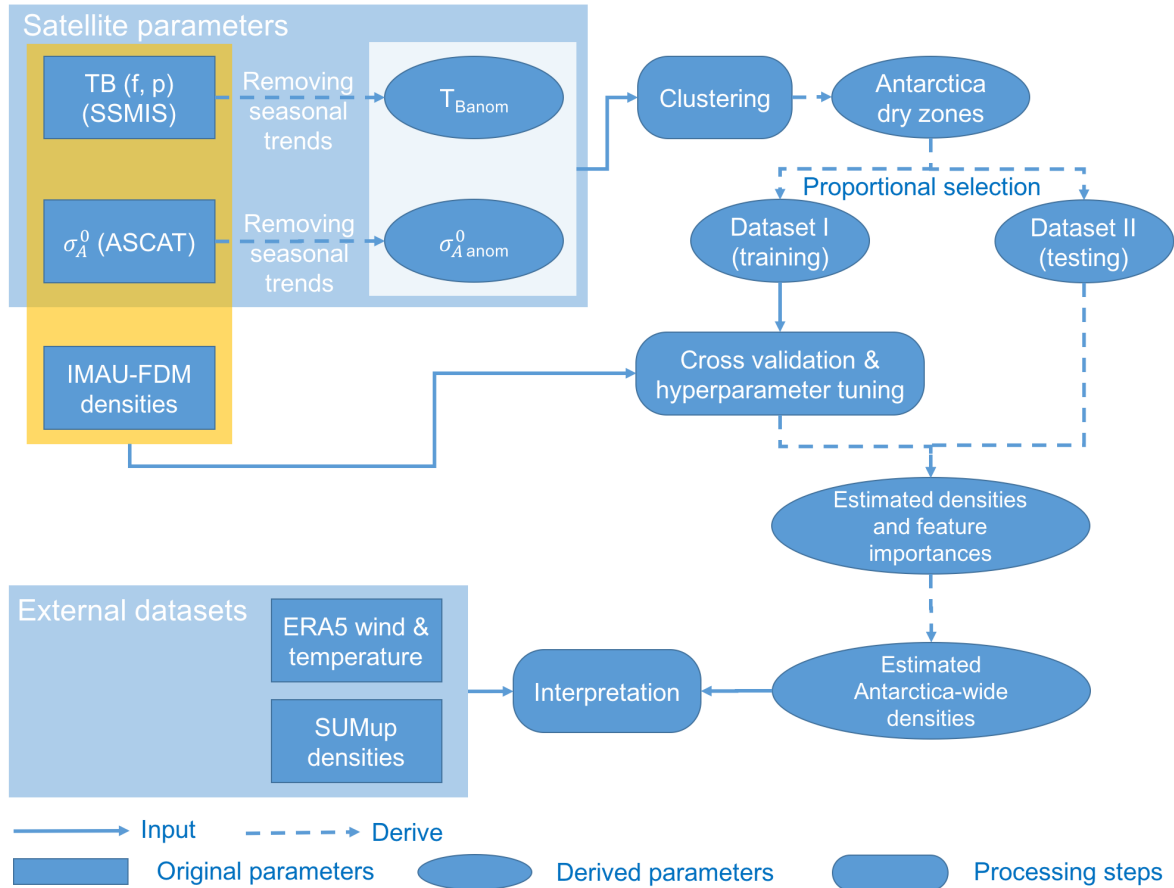 Satellite parameters
TB (f, p)
(SSMIS)
Removing
seasonal
trends
T_Banom
σ_A^0 (ASCAT)
Removing
seasonal
trends
σ_A^0 anom
IMAU-FDM
densities
Clustering
Antarctica
dry zones
Proportional selection
Dataset I
(training)
Dataset II
(testing)
Cross validation &
hyperparameter tuning
Estimated densities
and feature
importances
Estimated
Antarctica-wide
densities
External datasets
ERA5 wind &
temperature
SUMup
densities
Interpretation
Input
Derive
Original parameters
Derived parameters
Processing steps